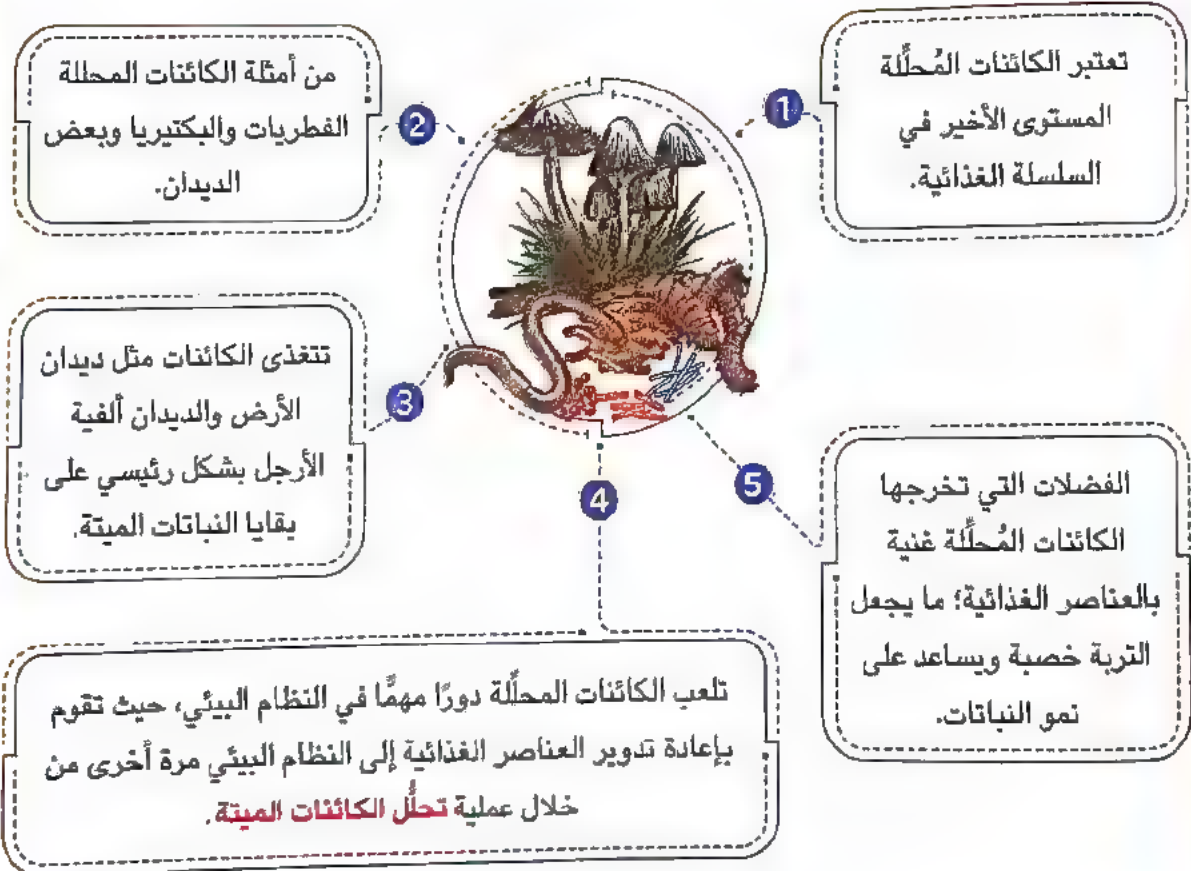 1
تعتبر الكائنات المُحلِّلة
المستوى الأخير في
السلسلة الغذائية.
2
من أمثلة الكائنات المحللة
الفطريات والبكتيريا وبعض
الديدان.
3
تتغذى الكائنات مثل ديدان
الأرض والديدان ألفية
الأرجل بشكل رئيسي على
بقايا النباتات الميتة.
4
تلعب الكائنات المحلِّلة دورًا مهمًّا في النظام البيئي، حيث تقوم
بإعادة تدوير العناصر الغذائية إلى النظام البيئي مرة أخرى من
خلال عملية تحلُّل الكائنات الميتة.
5
الفضلات التي تخرجها
الكائنات المُحلِّلة غنية
بالعناصر الغذائية؛ ما يجعل
التربة خصبة ويساعد على
نمو النباتات.